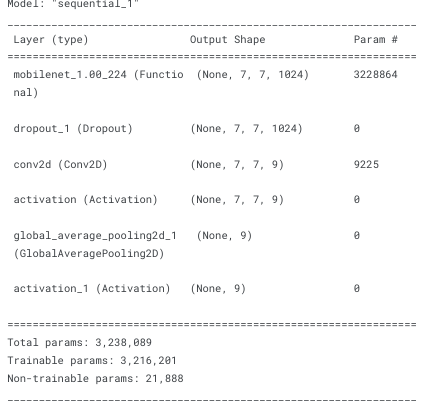 Model: "sequential_1"
_________________________________________________________________
Layer (type) Output Shape Param #
=================================================================
mobilenet_1.00_224 (Functio (None, 7, 7, 1024) 3228864
nal)
dropout_1 (Dropout) (None, 7, 7, 1024) 0
conv2d (Conv2D) (None, 7, 7, 9) 9225
activation (Activation) (None, 7, 7, 9) 0
global_average_pooling2d_1 (None, 9) 0
(GlobalAveragePooling2D)
activation_1 (Activation) (None, 9) 0
=================================================================
Total params: 3,238,089
Trainable params: 3,216,201
Non-trainable params: 21,888
_________________________________________________________________